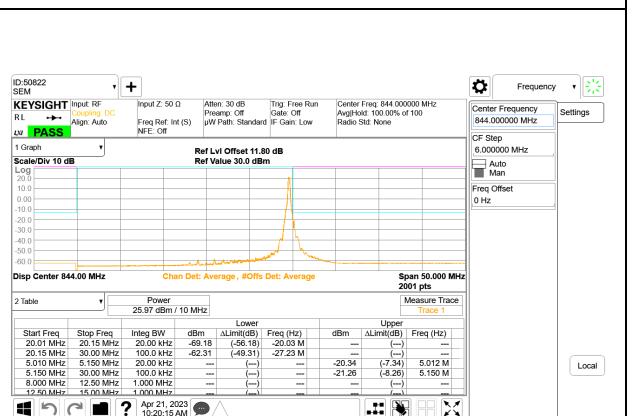 ID:50822
SEM
Frequency
KEYSIGHT
R L
LXI
PASS
Input: RF
Coupling: DC
Align: Auto
Input Z: 50 Ω
Freq Ref: Int (S)
NFE: Off
Atten: 30 dB
Preamp: Off
µW Path: Standard
Trig: Free Run
Gate: Off
IF Gain: Low
Center Freq: 844.000000 MHz
Avg|Hold: 100.00% of 100
Radio Std: None
Center Frequency
844.000000 MHz
Settings
CF Step
6.000000 MHz
Auto
Man
Freq Offset
0 Hz
1 Graph
Scale/Div 10 dB
Ref Lvl Offset 11.80 dB
Ref Value 30.0 dBm
Log
20.0
10.0
0.00
-10.0
-20.0
-30.0
-40.0
-50.0
-60.0
Disp Center 844.00 MHz
Chan Det: Average , #Offs Det: Average
Span 50.000 MHz
2001 pts
2 Table
Power
25.97 dBm / 10 MHz
Measure Trace
Trace 1
Lower Upper
Start Freq Stop Freq Integ BW dBm ΔLimit(dB) Freq (Hz) dBm ΔLimit(dB) Freq (Hz)
20.01 MHz 20.15 MHz 20.00 kHz -69.18 (-56.18) -20.03 M --- (---) ---
20.15 MHz 30.00 MHz 100.0 kHz -62.31 (-49.31) -27.23 M --- (---) ---
5.010 MHz 5.150 MHz 20.00 kHz --- (---) --- -20.34 (-7.34) 5.012 M
5.150 MHz 30.00 MHz 100.0 kHz --- (---) --- -21.26 (-8.26) 5.150 M
8.000 MHz 12.50 MHz 1.000 MHz --- (---) --- --- (---) ---
12.50 MHz 15.00 MHz 1.000 MHz --- (---) --- --- (---) ---
Local
?
Apr 21, 2023
10:20:15 AM